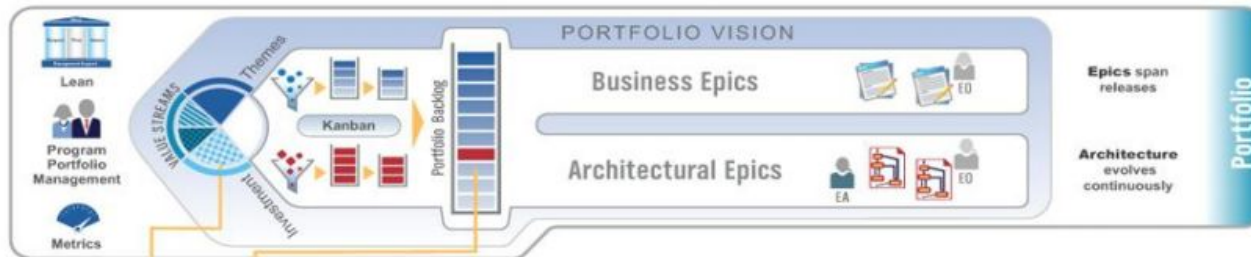 PORTFOLIO VISION
Lean
Program
Portfolio
Management
Metrics
VALUE STREAMS
Themes
Investment
Kanban
Portfolio Backlog
Business Epics
EO
Architectural Epics
EA
EO
Epics span
releases
Architecture
evolves
continuously
Portfolio